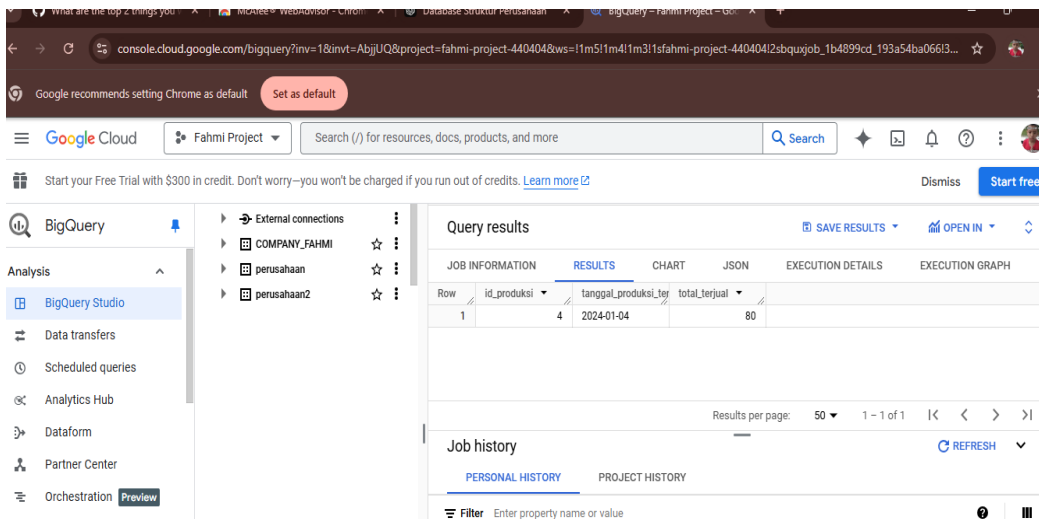 What are the top 2 things you
McAfee® WebAdvisor - Chrom
Database Struktur Perusahaan
BigQuery – Fahmi Project – Goo
console.cloud.google.com/bigquery?inv=1&invt=AbjjUQ&project=fahmi-project-440404&ws=!1m5!1m4!1m3!1sfahmi-project-440404!2sbquxjob_1b4899cd_193a54ba066!3...
Google recommends setting Chrome as default Set as default
Google Cloud Fahmi Project Search (/) for resources, docs, products, and more Search
Start your Free Trial with $300 in credit. Don't worry—you won't be charged if you run out of credits. Learn more Dismiss Start free
BigQuery
Analysis
BigQuery Studio
Data transfers
Scheduled queries
Analytics Hub
Dataform
Partner Center
Orchestration Preview
External connections
COMPANY_FAHMI
perusahaan
perusahaan2
Query results SAVE RESULTS OPEN IN
JOB INFORMATION RESULTS CHART JSON EXECUTION DETAILS EXECUTION GRAPH
Row id_produksi tanggal_produksi_ter total_terjual
1 4 2024-01-04 80
Results per page: 50 1 – 1 of 1
Job history REFRESH
PERSONAL HISTORY PROJECT HISTORY
Filter Enter property name or value